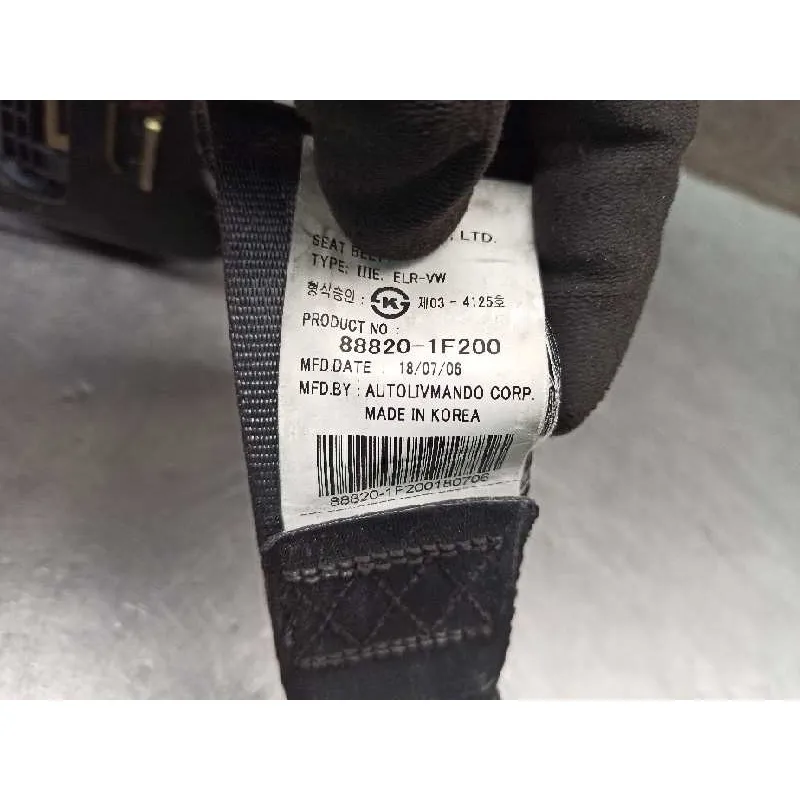 , LTD.
SEAT BELT
TYPE: ШЕ. ELR-VW
형식승인 : K 제03 - 4125호
PRODUCT NO :
88820-1F200
MFD.DATE : 18/07/06
MFD.BY : AUTOLIVMANDO CORP.
MADE IN KOREA
88820-1F200180706